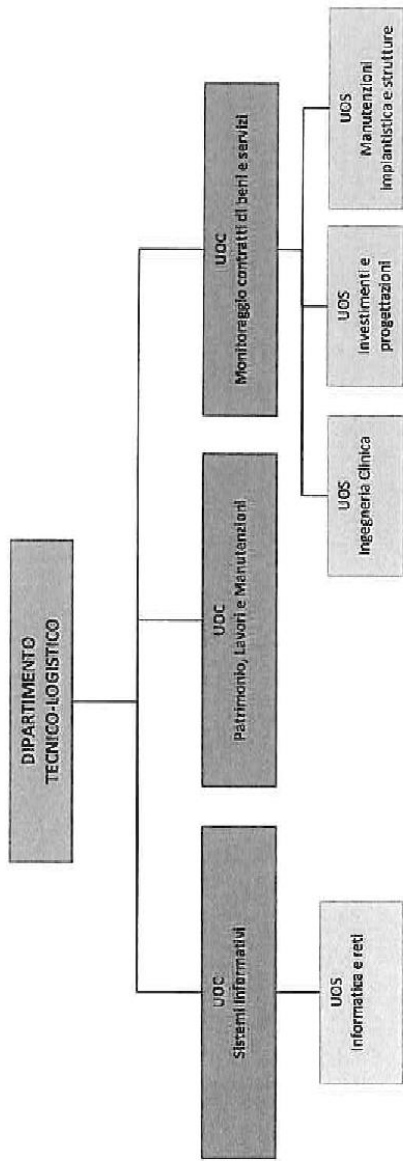 DIPARTIMENTO
TECNICO-LOGISTICO
UOC
Sistemi Informativi
UOC
Patrimonio, Lavori e Manutenzioni
UOC
Monitoraggio contratti di beni e servizi
UOS
Informatica e reti
UOS
Ingegneria Clinica
UOS
Investimenti e
progettazioni
UOS
Manutenzioni
impiantistica e strutture